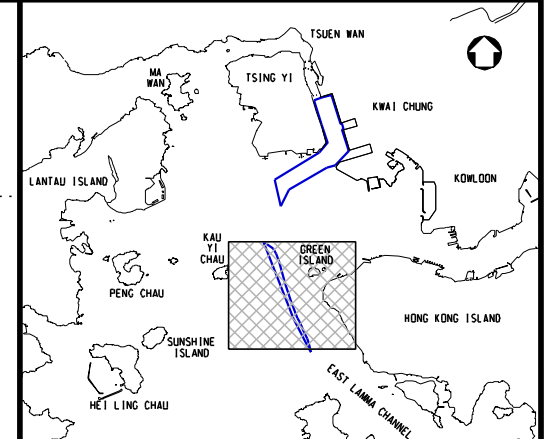 TSUEN WAN
MA
WAN
TSING YI
KWAI CHUNG
LANTAU ISLAND
KOWLOON
KAU
YI
CHAU
GREEN
ISLAND
PENG CHAU
HONG KONG ISLAND
SUNSHINE
ISLAND
EAST LAMMA CHANNEL
HEI LING CHAU